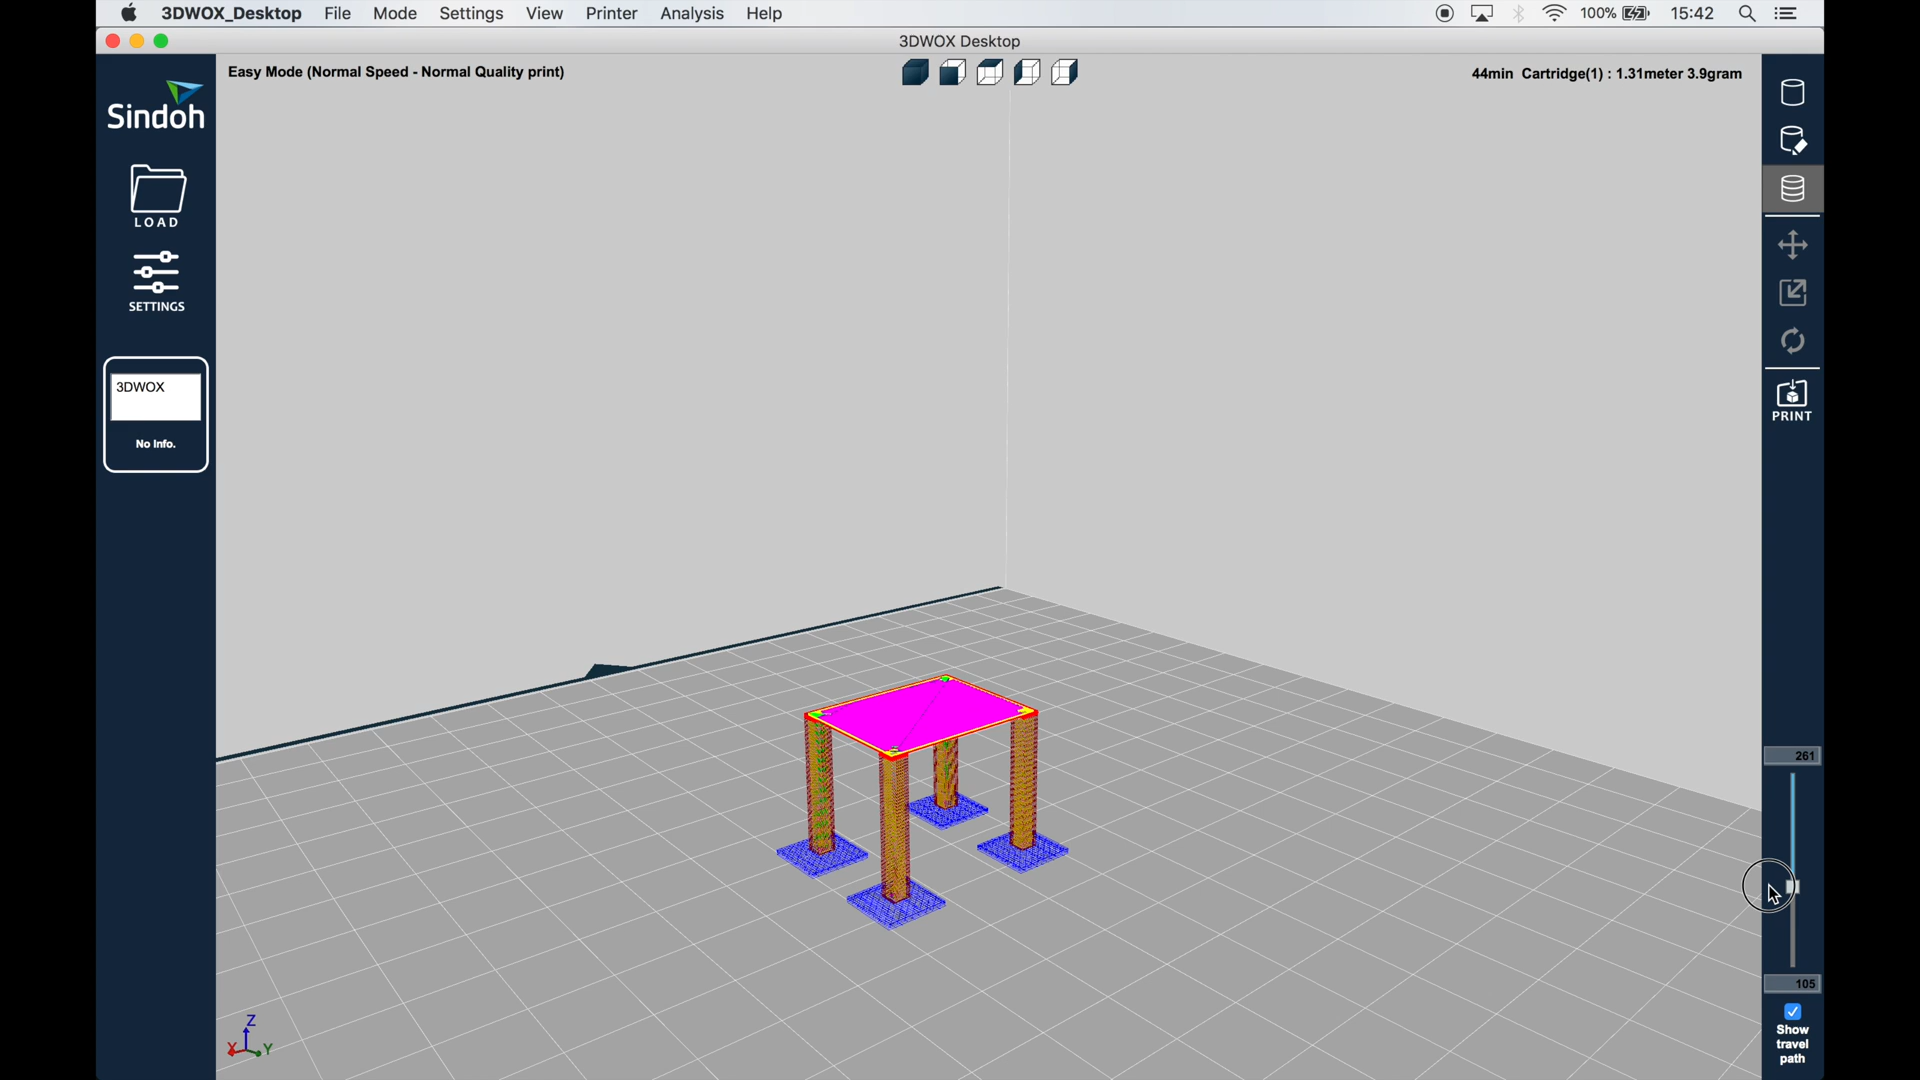 3DWOX_Desktop File Mode Settings View Printer Analysis Help 100% 15:42
3DWOX Desktop
Easy Mode (Normal Speed - Normal Quality print)
44min Cartridge(1) : 1.31meter 3.9gram
Sindoh
LOAD
SETTINGS
3DWOX
No Info.
PRINT
261
105
Show
travel
path
Z
X
Y